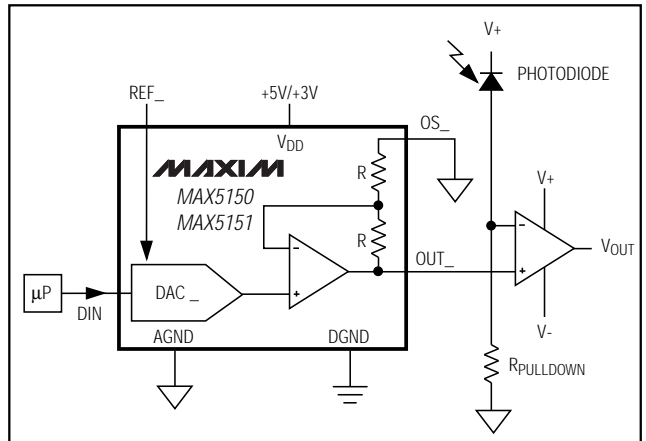 V+
PHOTODIODE
REF_
+5V/+3V
OS_
VDD
MAXIM
R
MAX5150
MAX5151
V+
R
-
-
OUT_
VOUT
µP
DIN
DAC _
+
+
AGND
DGND
V-
RPULLDOWN